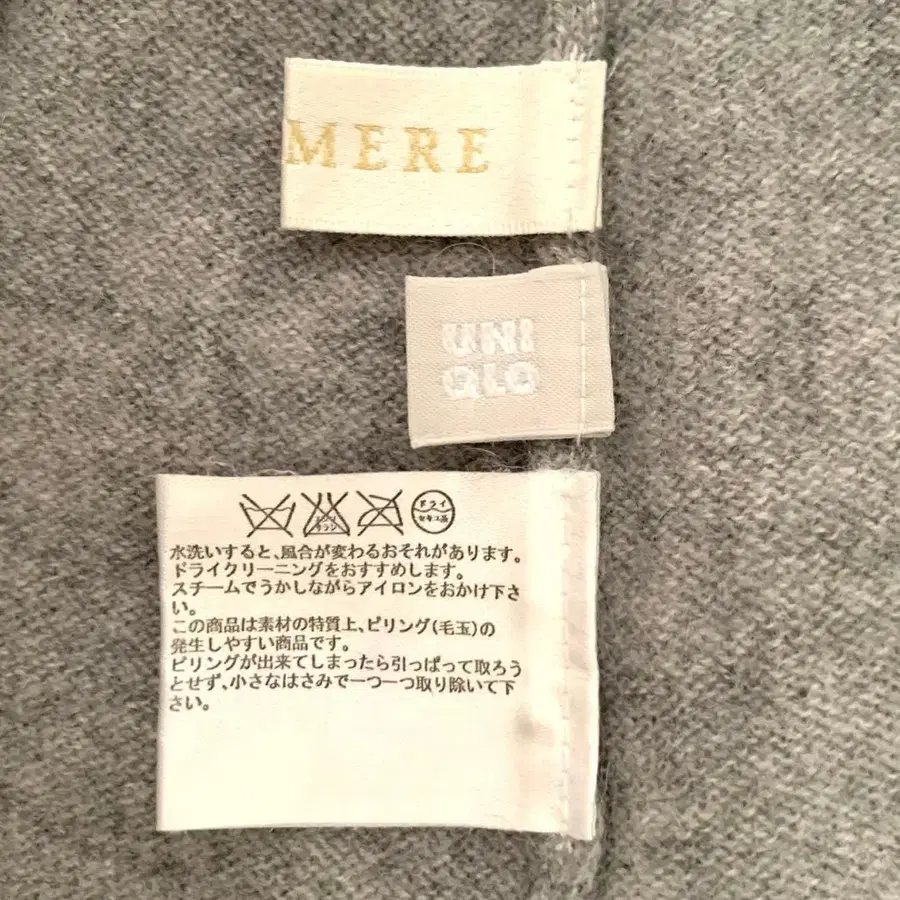 MERE
UNI
QLO
ドライ
セキユ系
水洗いすると、風合が変わるおそれがあります。
ドライクリーニングをおすすめします。
スチームでうかしながらアイロンをおかけ下さ
い。
この商品は素材の特質上、ピリング(毛玉)の
発生しやすい商品です。
ピリングが出来てしまったら引っぱって取ろう
とせず、小さなはさみで一つ一つ取り除いて下
さい。